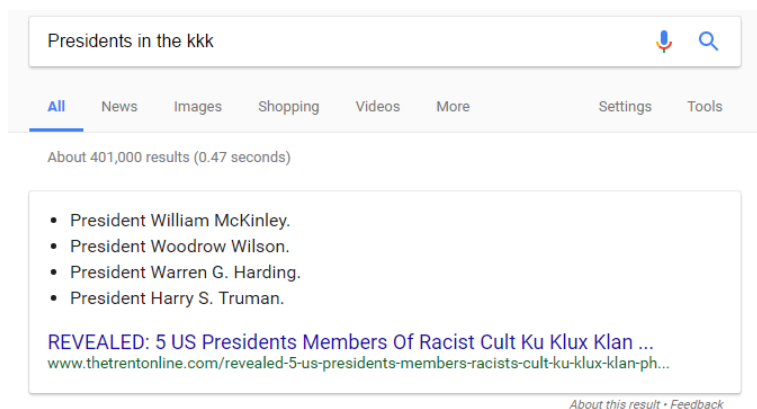 Presidents in the kkk
All News Images Shopping Videos More Settings Tools
About 401,000 results (0.47 seconds)
• President William McKinley.
• President Woodrow Wilson.
• President Warren G. Harding.
• President Harry S. Truman.
REVEALED: 5 US Presidents Members Of Racist Cult Ku Klux Klan ...
www.thetrentonline.com/revealed-5-us-presidents-members-racists-cult-ku-klux-klan-ph...
About this result • Feedback